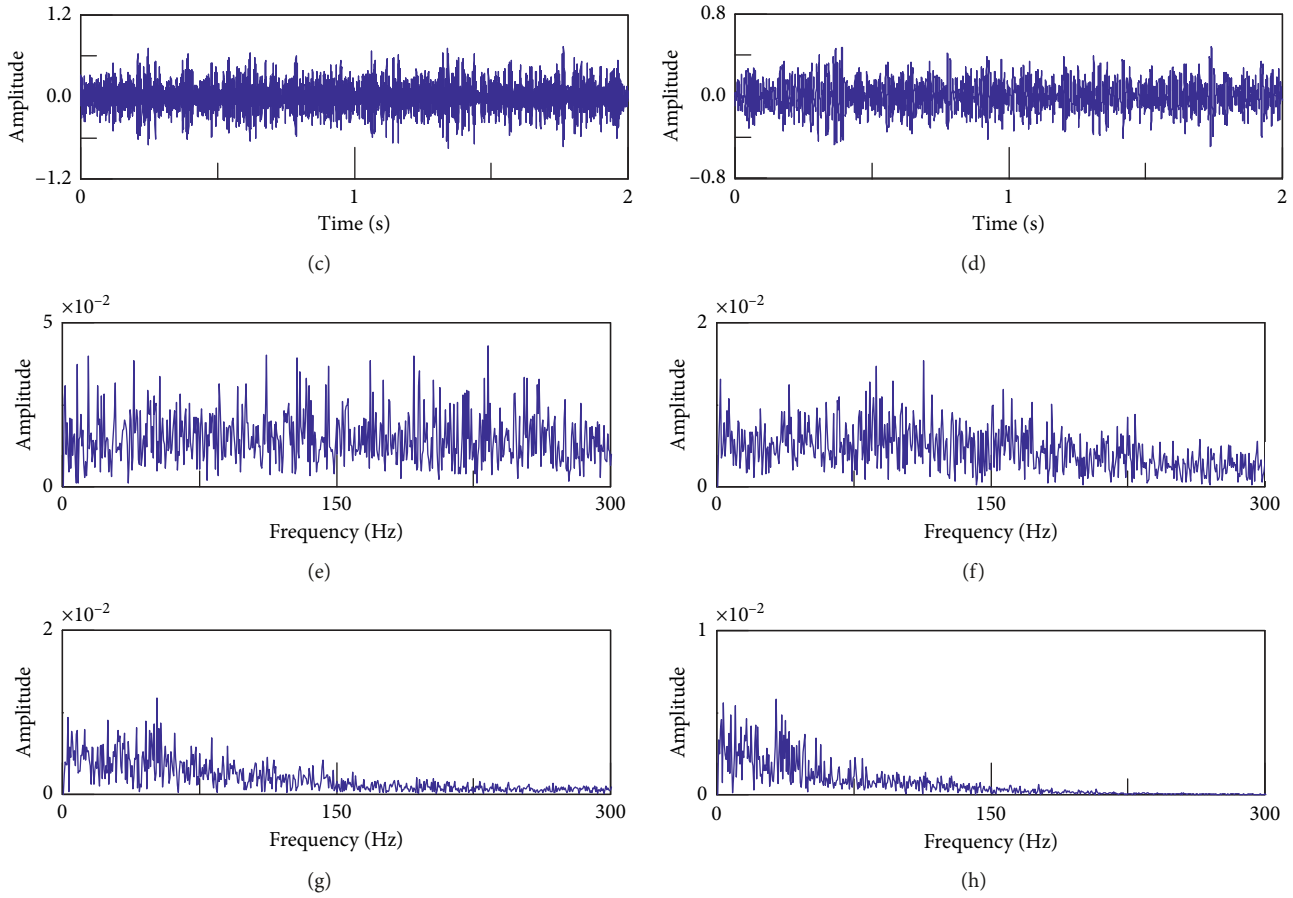 1.2
0.0
−1.2
Amplitude
0
1
2
Time (s)
(c)
0.8
0.0
−0.8
Amplitude
0
1
2
Time (s)
(d)
×10−2
5
0
Amplitude
0
150
300
Frequency (Hz)
(e)
×10−2
2
0
Amplitude
0
150
300
Frequency (Hz)
(f)
×10−2
2
0
Amplitude
0
150
300
Frequency (Hz)
(g)
×10−2
1
0
Amplitude
0
150
300
Frequency (Hz)
(h)